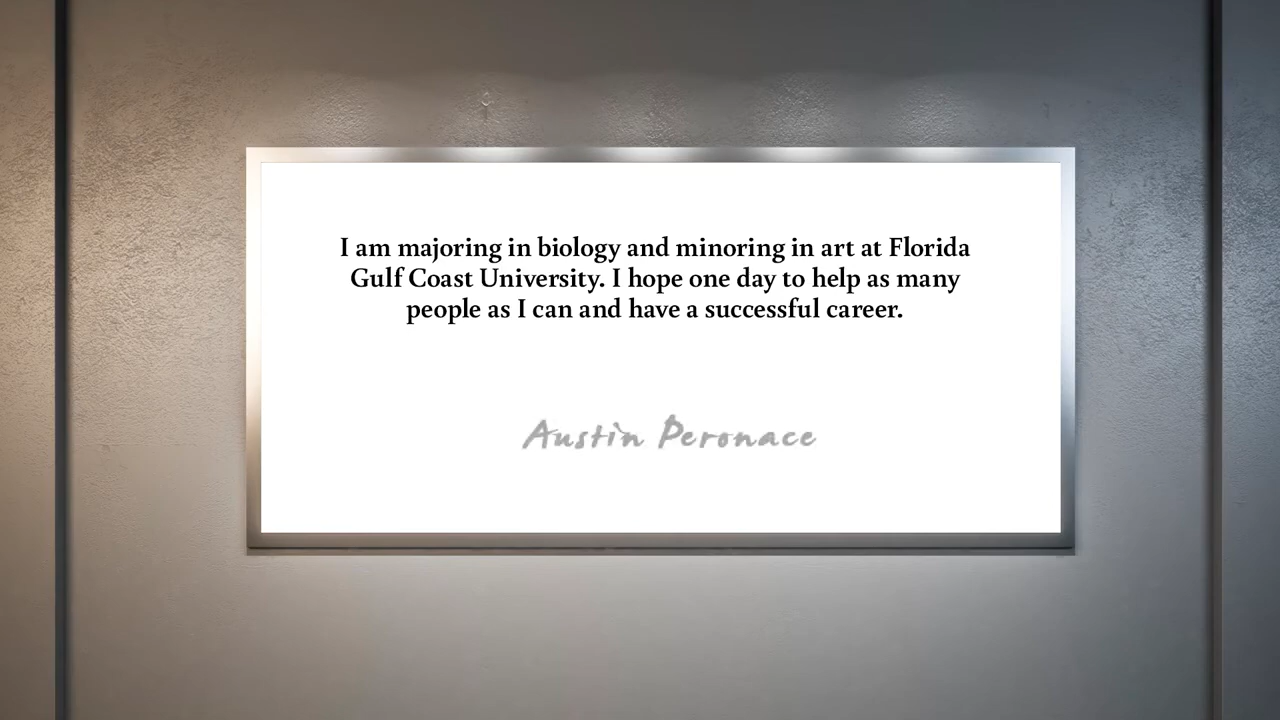 I am majoring in biology and minoring in art at Florida
Gulf Coast University. I hope one day to help as many
people as I can and have a successful career.
Austin Peronace